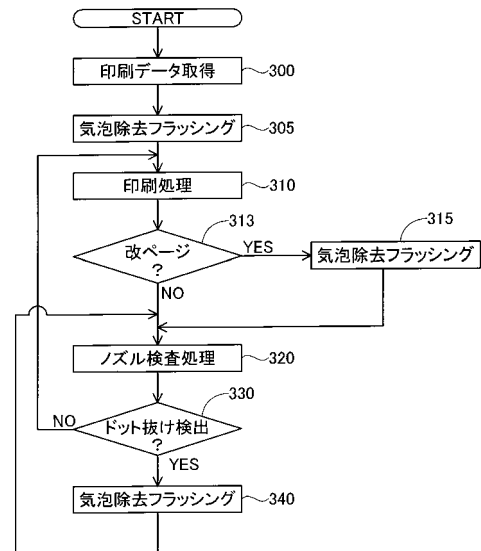 START
印刷データ取得
300
気泡除去フラッシング
305
印刷処理
310
313
改ページ
?
YES
315
気泡除去フラッシング
NO
ノズル検査処理
320
330
NO
ドット抜け検出
?
YES
気泡除去フラッシング
340